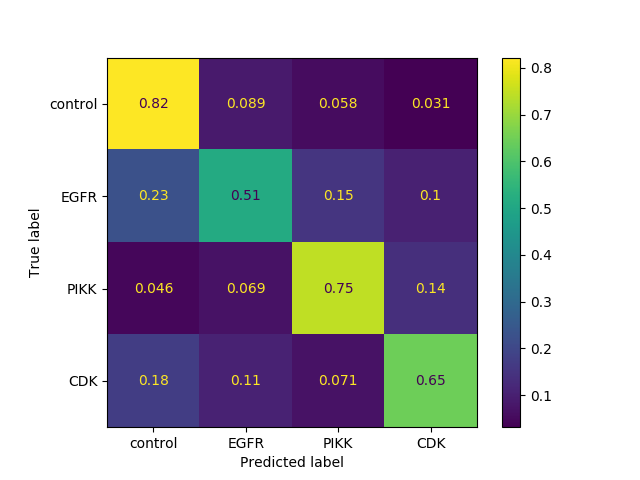 control 0.82 0.089 0.058 0.031
EGFR 0.23 0.51 0.15 0.1
PIKK 0.046 0.069 0.75 0.14
CDK 0.18 0.11 0.071 0.65
control EGFR PIKK CDK
Predicted label
True label
0.8
0.7
0.6
0.5
0.4
0.3
0.2
0.1